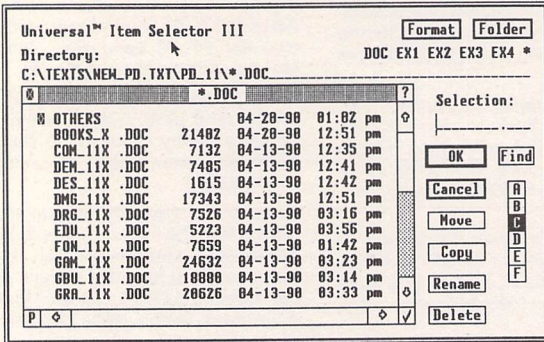 Universal™ Item Selector III
Format Folder
Directory:
DOC EX1 EX2 EX3 EX4 *
C:\TEXTS\NEW_PD.TXT\PD_11\*.DOC
*.DOC ?
Selection:
OTHERS 04-20-90 01:02 pm
BOOKS_X .DOC 21402 04-20-90 12:51 pm
COM_11X .DOC 7132 04-13-90 12:35 pm
DEM_11X .DOC 7485 04-13-90 12:41 pm
DES_11X .DOC 1615 04-13-90 12:42 pm
DMG_11X .DOC 17343 04-13-90 12:51 pm
DRG_11X .DOC 7526 04-13-90 03:16 pm
EDU_11X .DOC 5223 04-13-90 03:56 pm
FON_11X .DOC 7659 04-13-90 01:42 pm
GAM_11X .DOC 24632 04-13-90 03:23 pm
GBU_11X .DOC 18800 04-13-90 03:14 pm
GRA_11X .DOC 20626 04-13-90 03:33 pm
P
OK Find
Cancel
Move
Copy
Rename
Delete
A
B
C
D
E
F